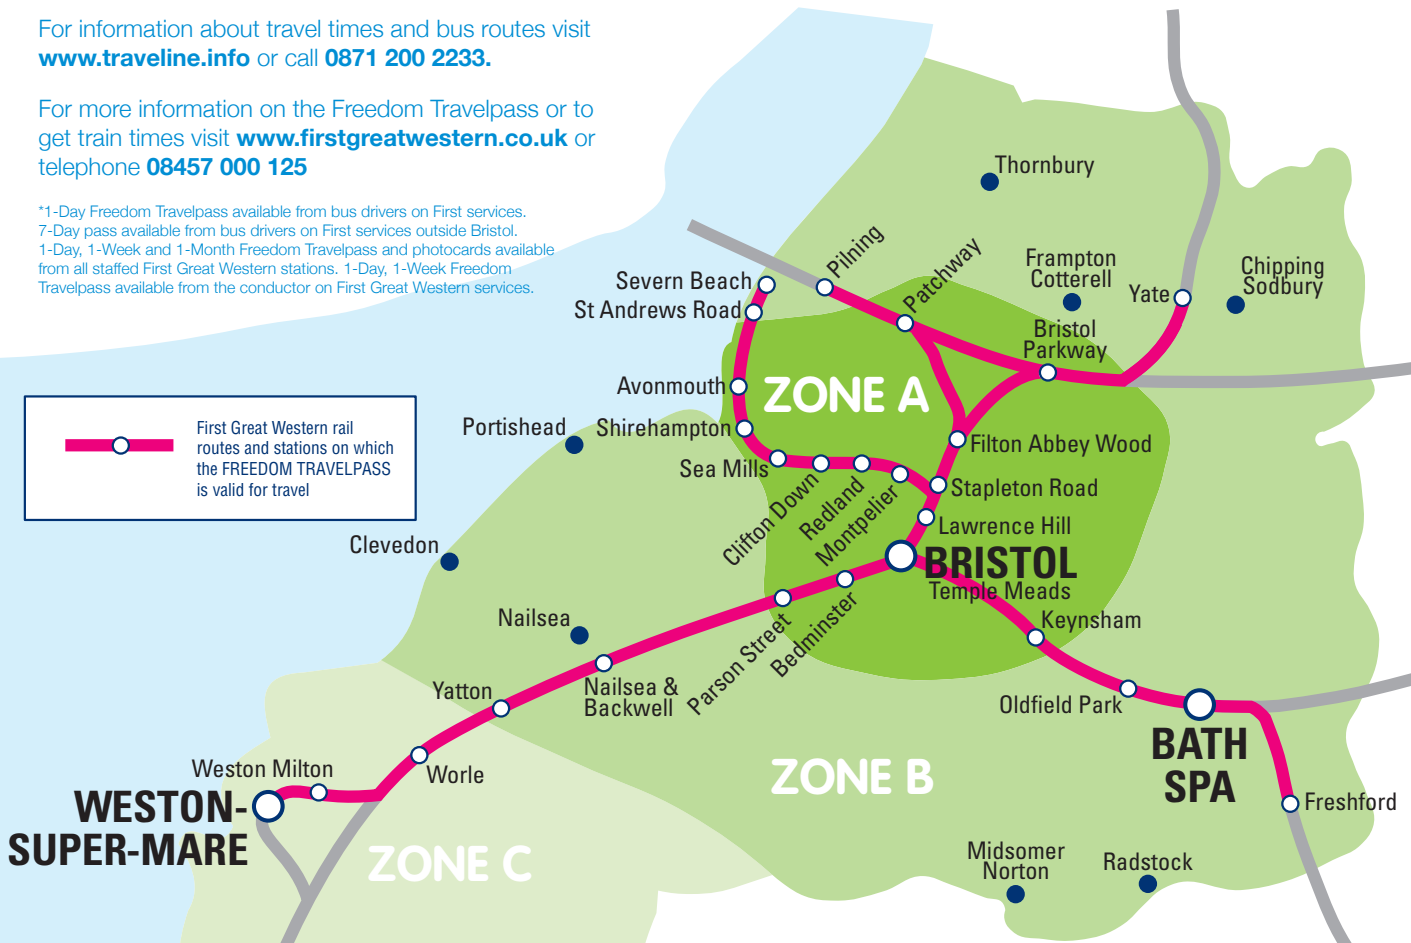 For information about travel times and bus routes visit
www.traveline.info or call 0871 200 2233.
For more information on the Freedom Travelpass or to
get train times visit www.firstgreatwestern.co.uk or
telephone 08457 000 125
*1-Day Freedom Travelpass available from bus drivers on First services.
7-Day pass available from bus drivers on First services outside Bristol.
1-Day, 1-Week and 1-Month Freedom Travelpass and photocards available
from all staffed First Great Western stations. 1-Day, 1-Week Freedom
Travelpass available from the conductor on First Great Western services.
Thornbury
Pilning
Patchway
Severn Beach
St Andrews Road
Frampton
Cotterell
Yate
Chipping
Sodbury
Bristol
Parkway
Avonmouth
ZONE A
First Great Western rail
routes and stations on which
the FREEDOM TRAVELPASS
is valid for travel
Portishead
Shirehampton
Filton Abbey Wood
Sea Mills
Clifton Down
Redland
Montpelier
Stapleton Road
Lawrence Hill
Clevedon
BRISTOL
Temple Meads
Nailsea
Parson Street
Bedminster
Keynsham
Yatton
Nailsea &
Backwell
Oldfield Park
BATH
SPA
Weston Milton
Worle
ZONE B
WESTON-
SUPER-MARE
Freshford
ZONE C
Midsomer
Norton
Radstock